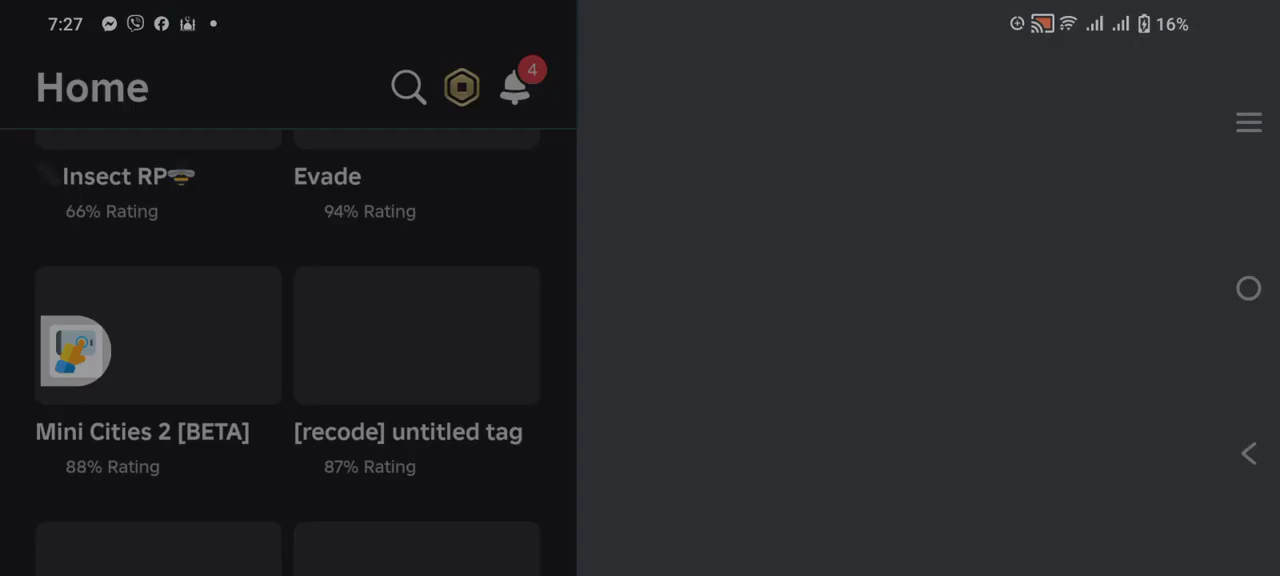 7:27
16%
Home
4
Insect RP🐝
Evade
66% Rating
94% Rating
Mini Cities 2 [BETA]
[recode] untitled tag
88% Rating
87% Rating